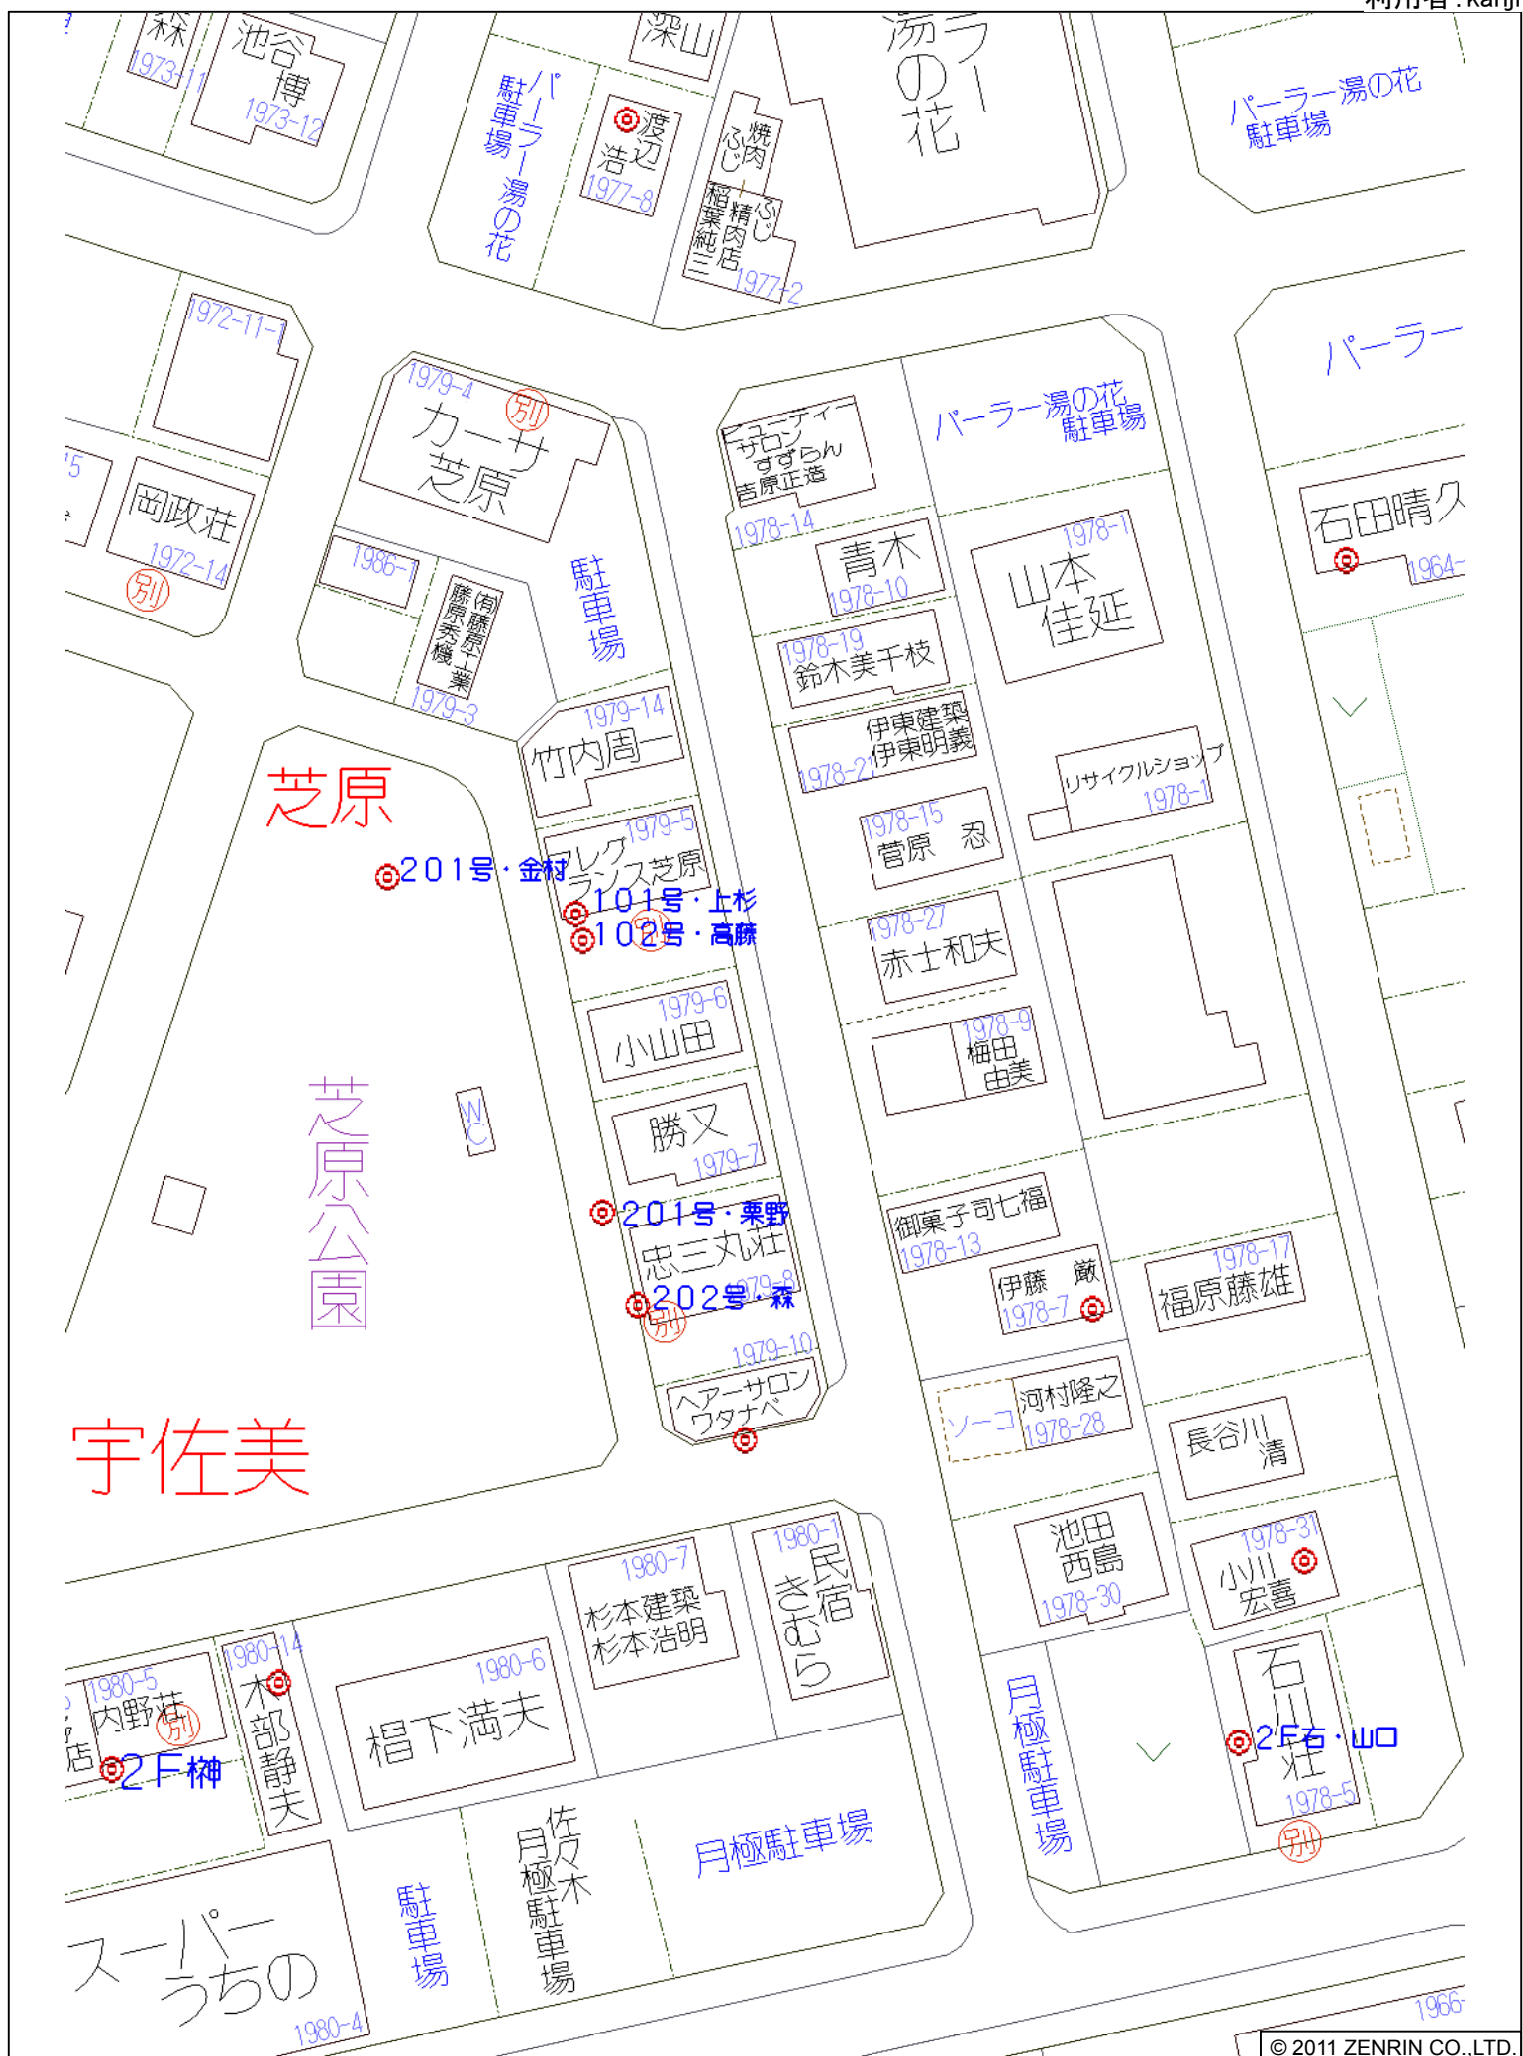 利用者:kanji
森
1973-11
池谷
博
1973-12
パーラー湯の花
駐車場
深山
渡辺
浩
1977-8
焼肉
ふじ
ふじ
精肉店
稲葉純三
1977-2
ラー
湯の花
パーラー湯の花
駐車場
1972-11-1
岡政荘
1972-14
別
1979-4
カーサ
芝原
別
1986-1
(有)藤原工業
藤原秀機
1979-3
駐車場
ビューティー
サロン
すずらん
吉原正造
1978-14
パーラー湯の花
駐車場
パーラー
青木
1978-10
1978-1
山本
佳延
石田晴久
1964-
1978-19
鈴木美千枝
伊東建築
伊東明義
1978-21
1979-14
竹内周一
リサイクルショップ
1978-1
芝原
1978-15
菅原 忍
1979-5
フレグ
ランス芝原
201号・金村
101号・上杉
102号・高藤
別
1978-27
赤士和夫
1979-6
小山田
1978-9
梅田
由美
芝原公園
WC
勝又
1979-7
201号・栗野
忠三丸荘
1979-8
202号・森
別
御菓子司七福
1978-13
伊藤 巌
1978-7
1978-17
福原藤雄
1979-10
ヘアーサロン
ワタナベ
ソーコ
河村隆之
1978-28
長谷川
清
宇佐美
池田
西島
1978-30
1978-31
小川
宏喜
1980-7
杉本建築
杉本浩明
1980-1
民宿
きむら
1980-5
内野荘
別
店
2F榊
1980-14
木部静夫
1980-6
椙下満夫
月極駐車場
石川荘
2F石・山口
1978-5
別
佐々木
月極駐車場
月極駐車場
駐車場
スーパー
うちの
1980-4
1966-
© 2011 ZENRIN CO.,LTD.